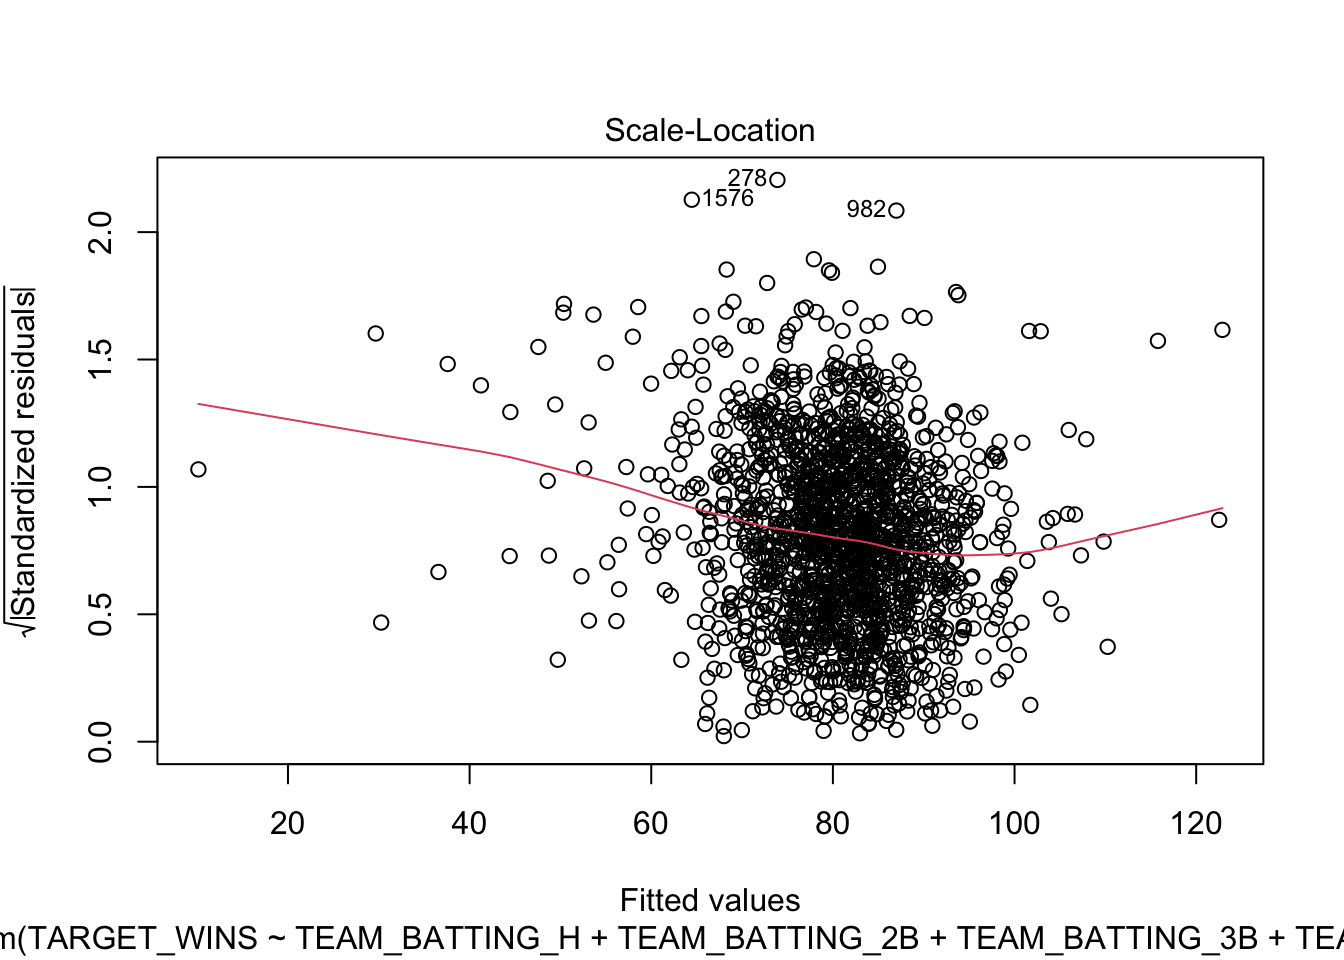 Scale-Location
278
1576
982
√|Standardized residuals|
2.0
1.5
1.0
0.5
0.0
20 40 60 80 100 120
Fitted values
m(TARGET_WINS ~ TEAM_BATTING_H + TEAM_BATTING_2B + TEAM_BATTING_3B + TEA